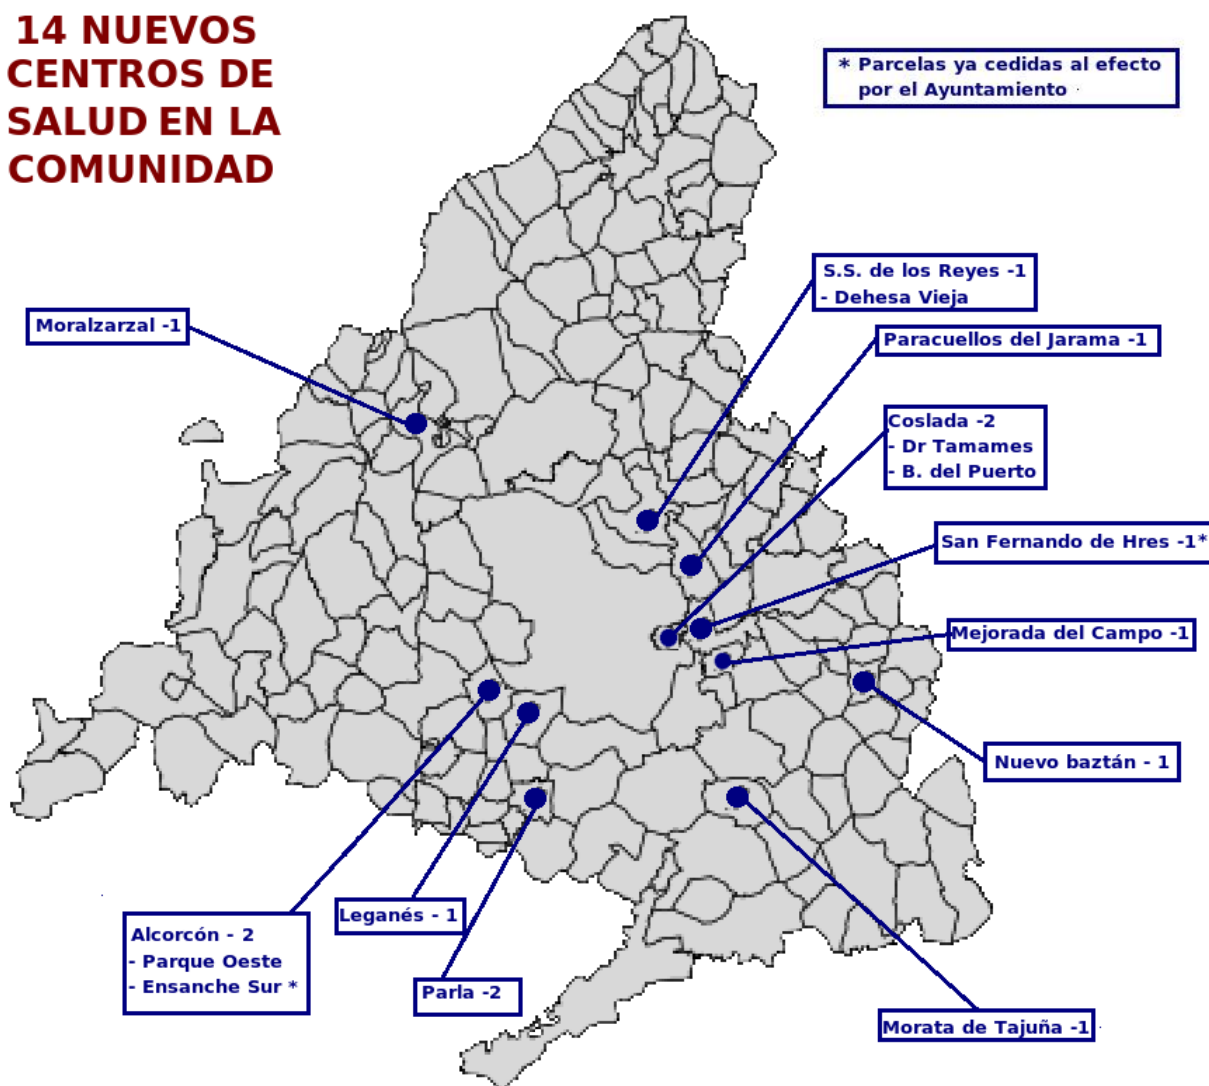 14 NUEVOS
CENTROS DE
SALUD EN LA
COMUNIDAD
* Parcelas ya cedidas al efecto
por el Ayuntamiento
S.S. de los Reyes -1
- Dehesa Vieja
Moralzarzal -1
Paracuellos del Jarama -1
Coslada -2
- Dr Tamames
- B. del Puerto
San Fernando de Hres -1*
Mejorada del Campo -1
Nuevo baztán - 1
Leganés - 1
Alcorcón - 2
- Parque Oeste
- Ensanche Sur *
Parla -2
Morata de Tajuña -1